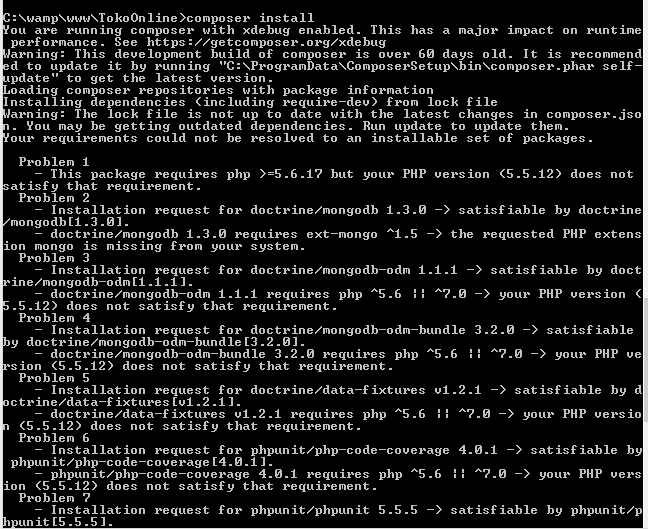 C:\wamp\www\TokoOnline>composer install
You are running composer with xdebug enabled. This has a major impact on runtime
 performance. See https://getcomposer.org/xdebug
Warning: This development build of composer is over 60 days old. It is recommend
ed to update it by running "C:\ProgramData\ComposerSetup\bin\composer.phar self-
update" to get the latest version.
Loading composer repositories with package information
Installing dependencies (including require-dev) from lock file
Warning: The lock file is not up to date with the latest changes in composer.jso
n. You may be getting outdated dependencies. Run update to update them.
Your requirements could not be resolved to an installable set of packages.
  Problem 1
    - This package requires php >=5.6.17 but your PHP version (5.5.12) does not
satisfy that requirement.
  Problem 2
    - Installation request for doctrine/mongodb 1.3.0 -> satisfiable by doctrine
/mongodb[1.3.0].
    - doctrine/mongodb 1.3.0 requires ext-mongo ^1.5 -> the requested PHP extens
ion mongo is missing from your system.
  Problem 3
    - Installation request for doctrine/mongodb-odm 1.1.1 -> satisfiable by doct
rine/mongodb-odm[1.1.1].
    - doctrine/mongodb-odm 1.1.1 requires php ^5.6 || ^7.0 -> your PHP version (
5.5.12) does not satisfy that requirement.
  Problem 4
    - Installation request for doctrine/mongodb-odm-bundle 3.2.0 -> satisfiable
by doctrine/mongodb-odm-bundle[3.2.0].
    - doctrine/mongodb-odm-bundle 3.2.0 requires php ^5.6 || ^7.0 -> your PHP ve
rsion (5.5.12) does not satisfy that requirement.
  Problem 5
    - Installation request for doctrine/data-fixtures v1.2.1 -> satisfiable by d
octrine/data-fixtures[v1.2.1].
    - doctrine/data-fixtures v1.2.1 requires php ^5.6 || ^7.0 -> your PHP versio
n (5.5.12) does not satisfy that requirement.
  Problem 6
    - Installation request for phpunit/php-code-coverage 4.0.1 -> satisfiable by
 phpunit/php-code-coverage[4.0.1].
    - phpunit/php-code-coverage 4.0.1 requires php ^5.6 || ^7.0 -> your PHP vers
ion (5.5.12) does not satisfy that requirement.
  Problem 7
    - Installation request for phpunit/phpunit 5.5.5 -> satisfiable by phpunit/p
hpunit[5.5.5].